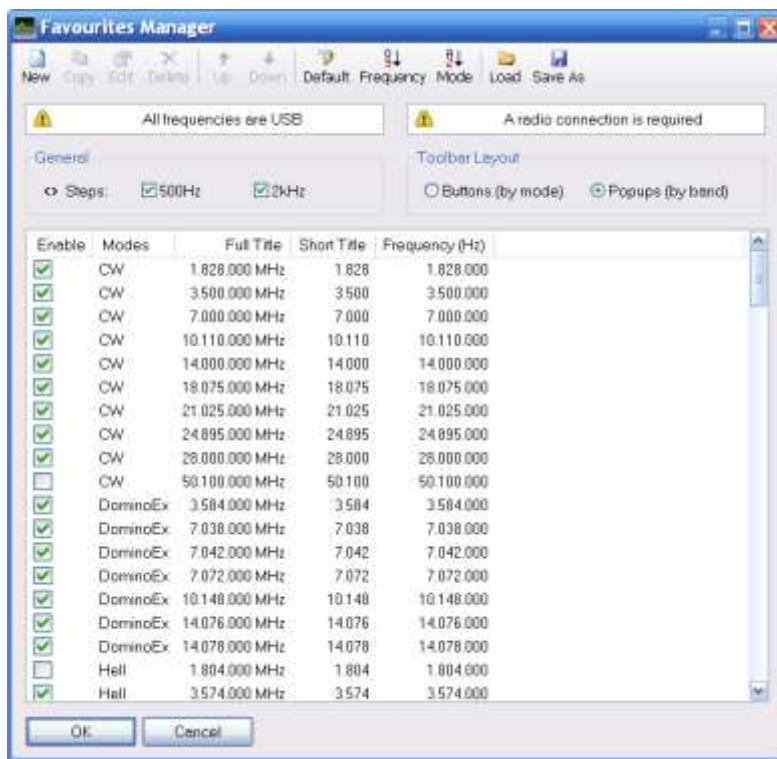 Favourites Manager
New Copy Edit Delete Up Down Default Frequency Mode Load Save As
All frequencies are USB
A radio connection is required
General
Toolbar Layout
<> Steps: 500Hz 2kHz
Buttons (by mode) Popups (by band)
Enable Modes Full Title Short Title Frequency (Hz)
CW 1.828.000 MHz 1.828 1.828.000
CW 3.500.000 MHz 3.500 3.500.000
CW 7.000.000 MHz 7.000 7.000.000
CW 10.110.000 MHz 10.110 10.110.000
CW 14.000.000 MHz 14.000 14.000.000
CW 18.075.000 MHz 18.075 18.075.000
CW 21.025.000 MHz 21.025 21.025.000
CW 24.895.000 MHz 24.895 24.895.000
CW 28.000.000 MHz 28.000 28.000.000
CW 50.100.000 MHz 50.100 50.100.000
DominoEx 3.584.000 MHz 3.584 3.584.000
DominoEx 7.038.000 MHz 7.038 7.038.000
DominoEx 7.042.000 MHz 7.042 7.042.000
DominoEx 7.072.000 MHz 7.072 7.072.000
DominoEx 10.148.000 MHz 10.148 10.148.000
DominoEx 14.076.000 MHz 14.076 14.076.000
DominoEx 14.078.000 MHz 14.078 14.078.000
Hell 1.804.000 MHz 1.804 1.804.000
Hell 3.574.000 MHz 3.574 3.574.000
OK Cancel